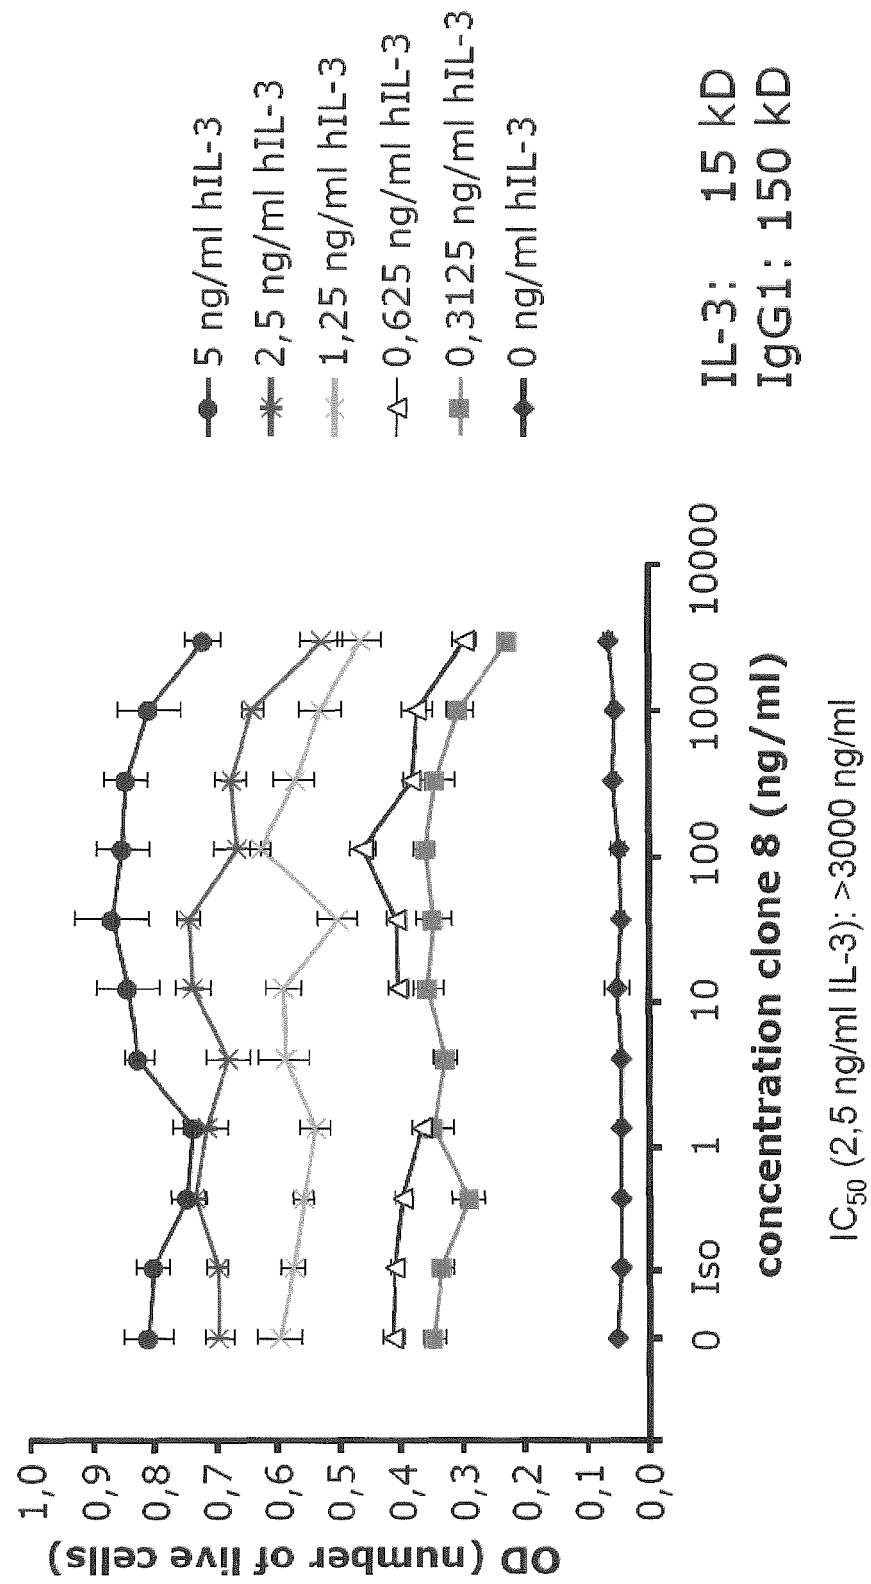 OD (number of live cells)
1,0
0,9
0,8
0,7
0,6
0,5
0,4
0,3
0,2
0,1
0,0
0 Iso 1 10 100 1000 10000
concentration clone 8 (ng/ml)
IC50 (2,5 ng/ml IL-3): >3000 ng/ml
5 ng/ml hIL-3
2,5 ng/ml hIL-3
1,25 ng/ml hIL-3
0,625 ng/ml hIL-3
0,3125 ng/ml hIL-3
0 ng/ml hIL-3
IL-3: 15 kD
IgG1: 150 kD